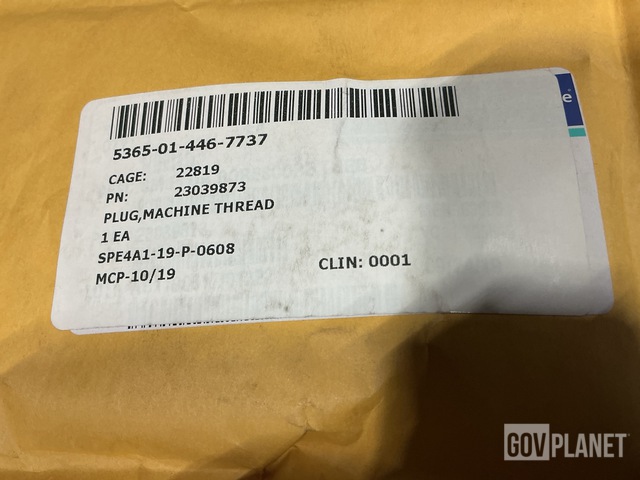 5365-01-446-7737
CAGE: 22819
PN: 23039873
PLUG,MACHINE THREAD
1 EA
SPE4A1-19-P-0608
CLIN: 0001
MCP-10/19
e
GOVPLANET